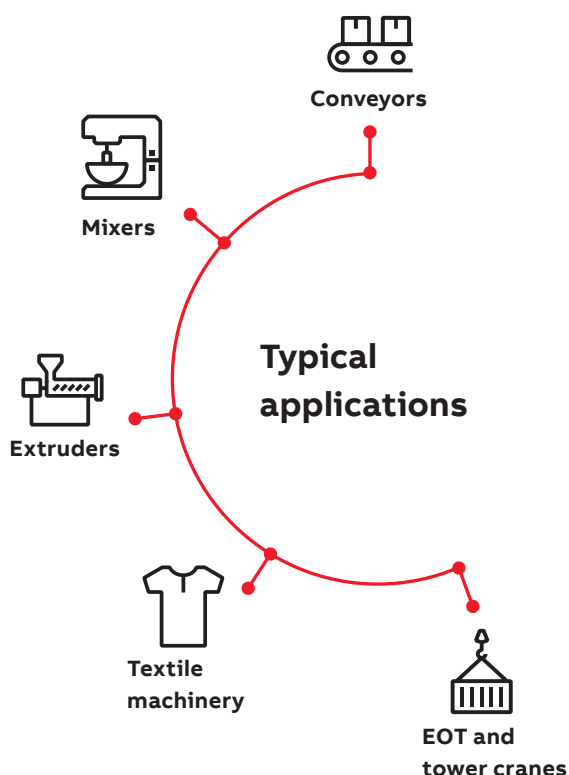 Conveyors
Mixers
Typical
applications
Extruders
Textile
machinery
EOT and
tower cranes